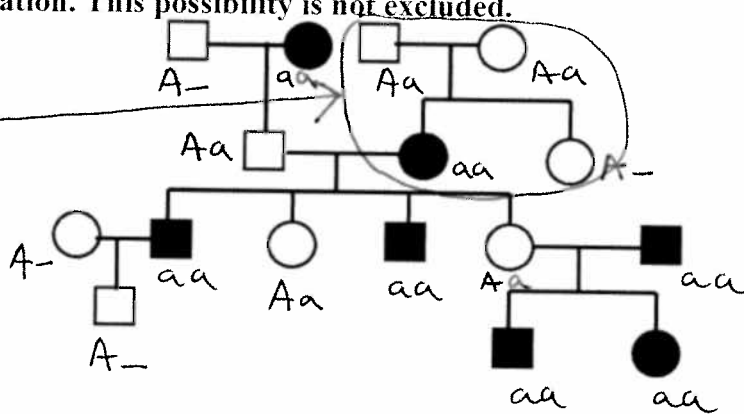 ation. This possibility is not excluded.
A_ aa Aa Aa
Aa aa A_
A_ aa Aa aa Aa aa
A_ aa aa